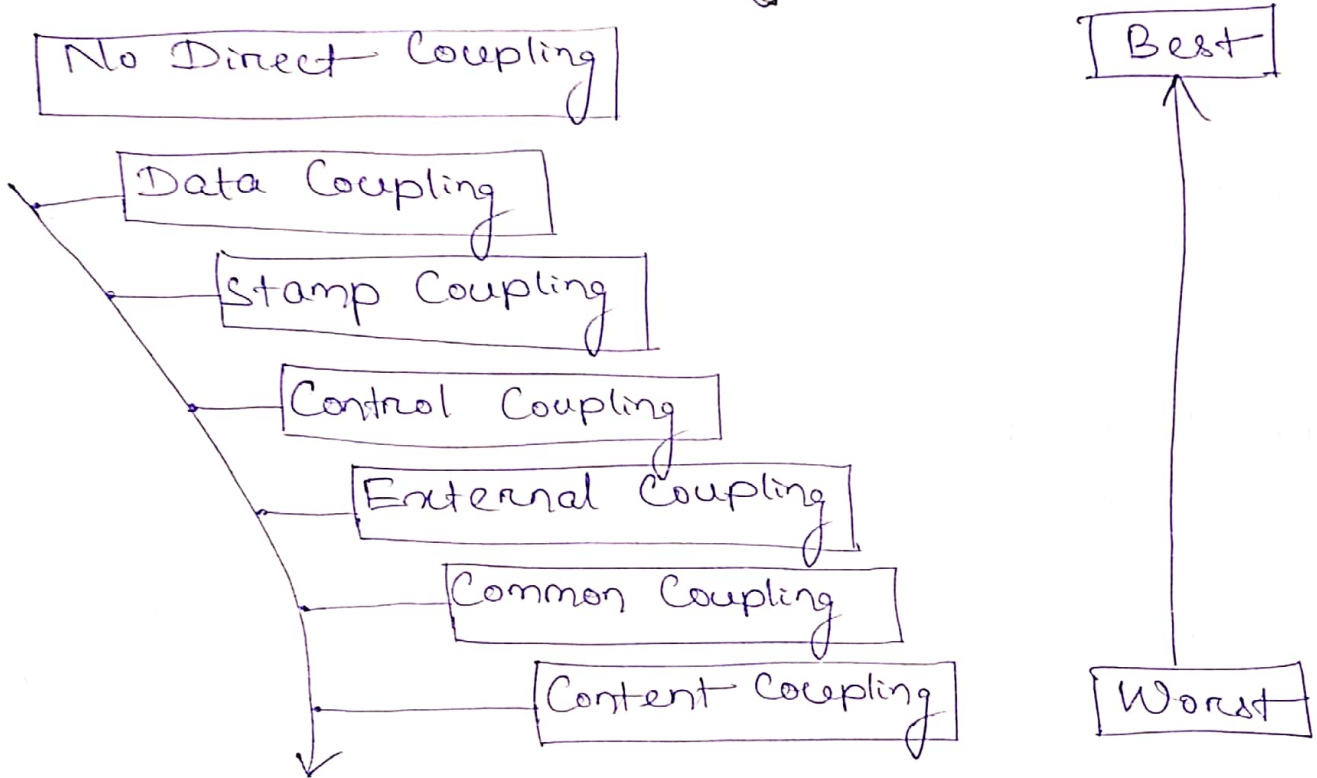 No Direct Coupling
Best
Data Coupling
Stamp Coupling
Control Coupling
External Coupling
Common Coupling
Content Coupling
Worst